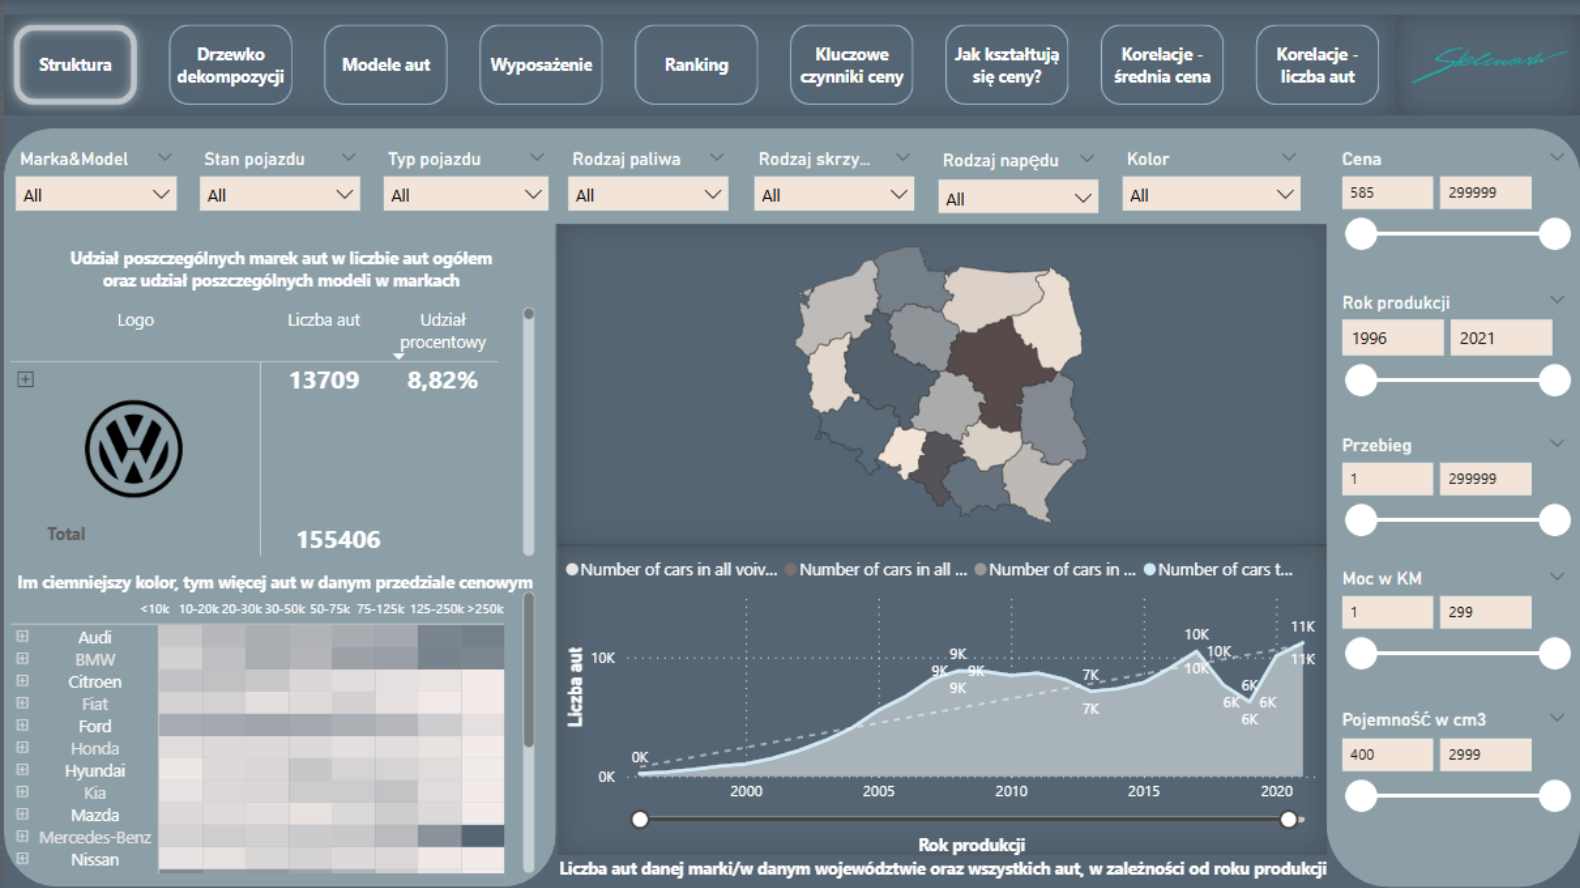 Struktura
Drzewko
dekompozycji
Modele aut
Wyposażenie
Ranking
Kluczowe
czynniki ceny
Jak kształtują
się ceny?
Korelacje -
średnia cena
Korelacje -
liczba aut
Marka&Model
Stan pojazdu
Typ pojazdu
Rodzaj paliwa
Rodzaj skrzy...
Rodzaj napędu
Kolor
All
All
All
All
All
All
All
Cena
585
299999
Rok produkcji
1996
2021
Przebieg
1
299999
Moc w KM
1
299
Pojemność w cm3
400
2999
Udział poszczególnych marek aut w liczbie aut ogółem
oraz udział poszczególnych modeli w markach
Logo
Liczba aut
Udział
procentowy
13709
8,82%
Total
155406
Im ciemniejszy kolor, tym więcej aut w danym przedziale cenowym
<10k 10-20k 20-30k 30-50k 50-75k 75-125k 125-250k >250k
Audi
BMW
Citroen
Fiat
Ford
Honda
Hyundai
Kia
Mazda
Mercedes-Benz
Nissan
Number of cars in all voiv...
Number of cars in all ...
Number of cars in ...
Number of cars t...
Liczba aut
10K
0K
0K
9K
9K
9K
9K
7K
7K
10K
10K
10K
6K
6K
6K
6K
11K
11K
2000
2005
2010
2015
2020
Rok produkcji
Liczba aut danej marki/w danym województwie oraz wszystkich aut, w zależności od roku produkcji